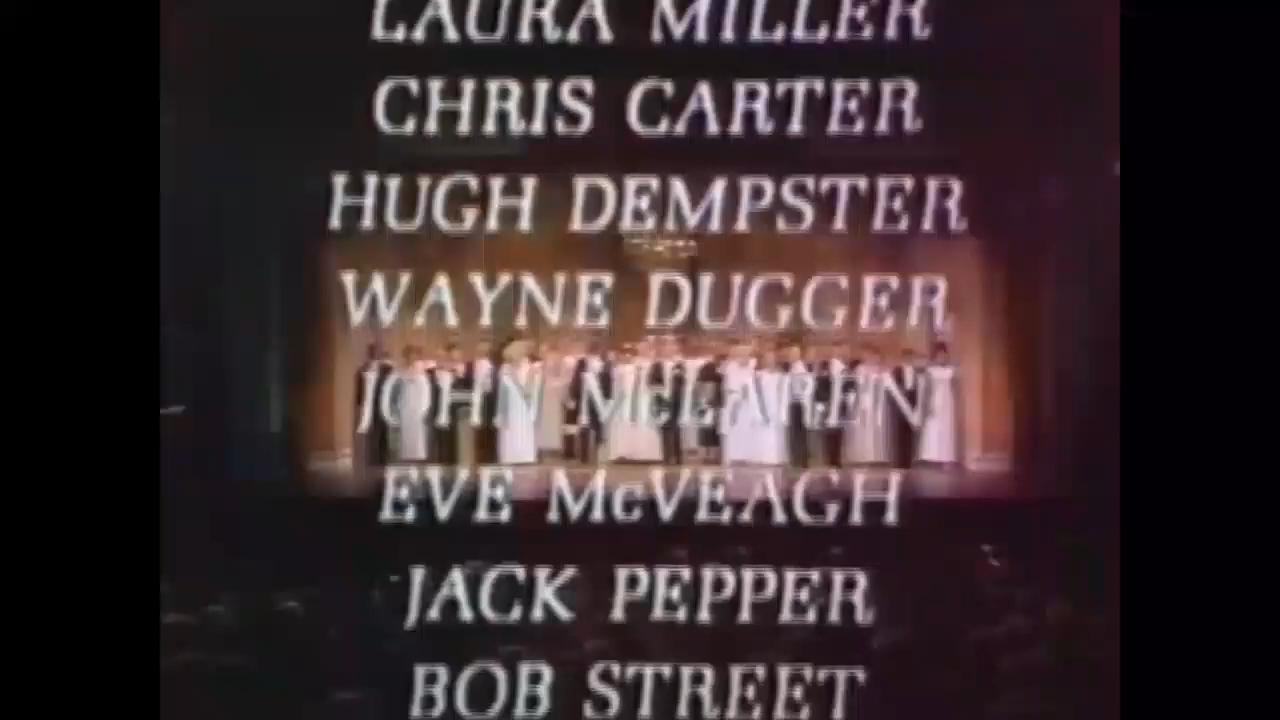 LAURA MILLER
CHRIS CARTER
HUGH DEMPSTER
WAYNE DUGGER
JOHN McLAREN
EVE McVEAGH
JACK PEPPER
BOB STREET